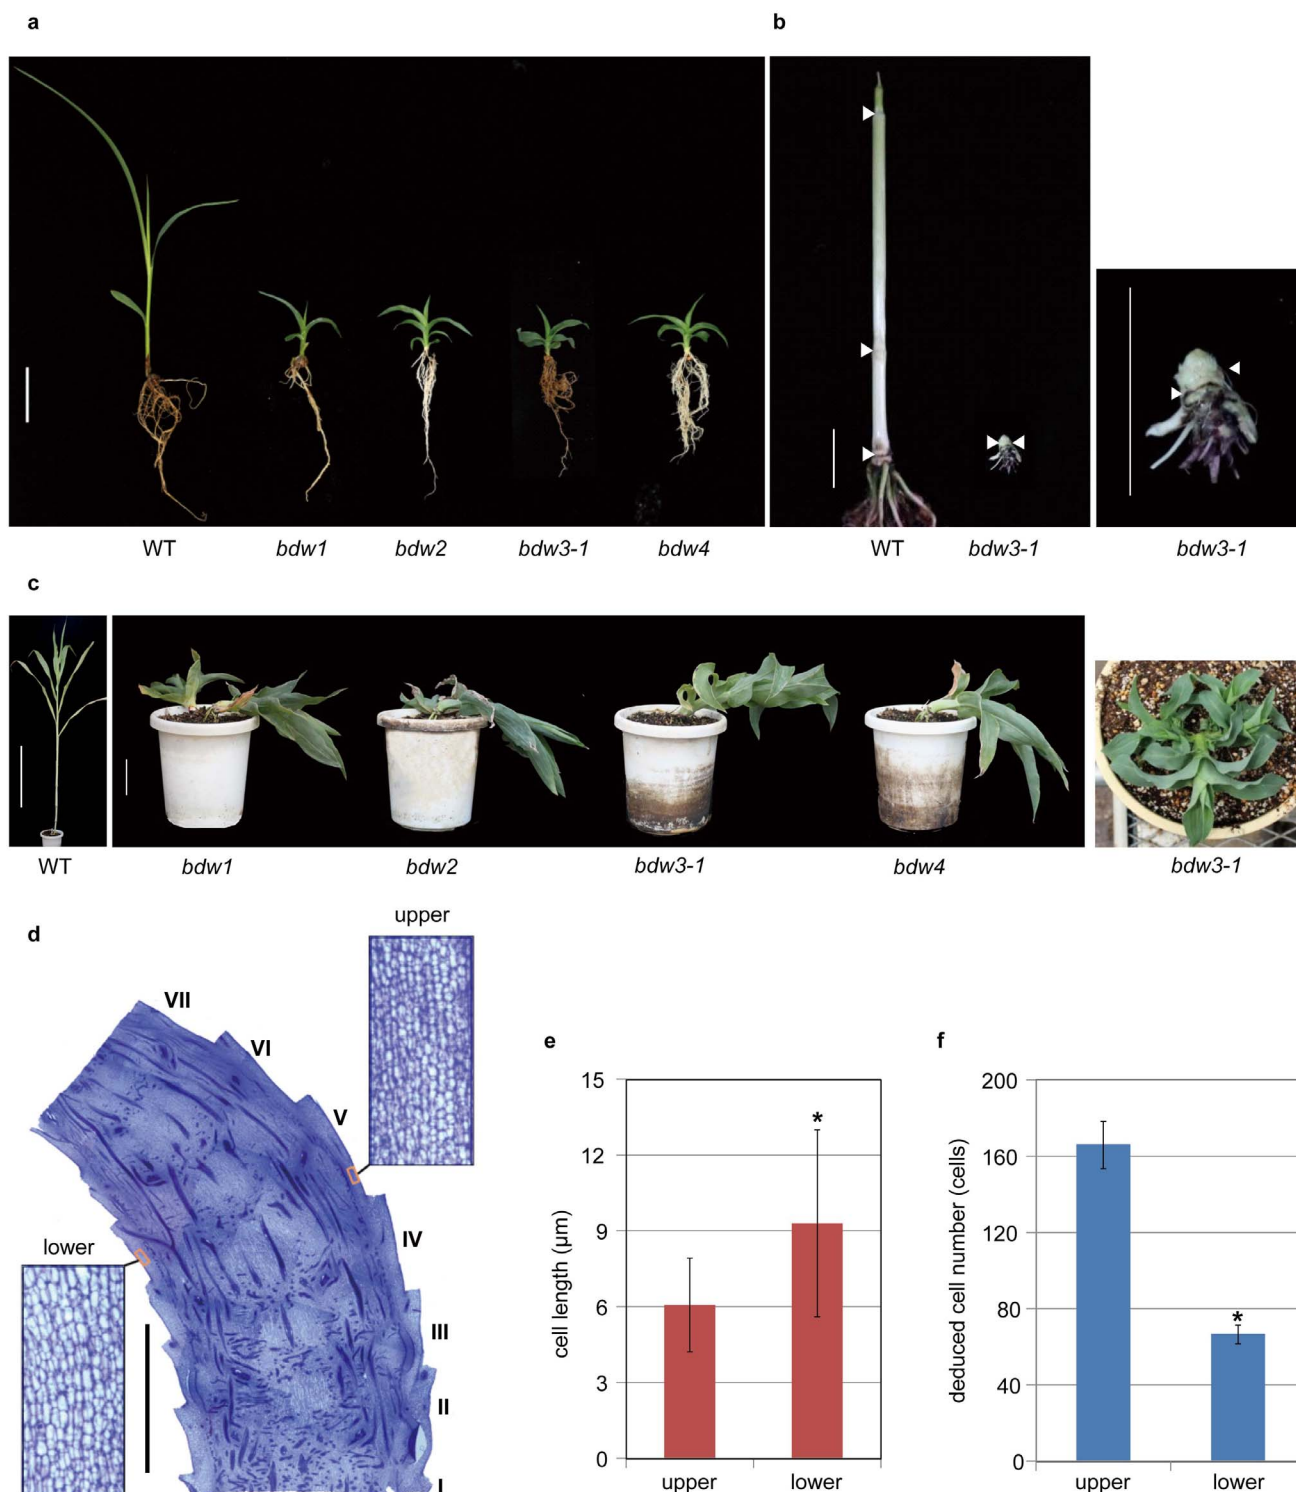 a
b
WT
bdw1
bdw2
bdw3-1
bdw4
WT
bdw3-1
bdw3-1
c
WT
bdw1
bdw2
bdw3-1
bdw4
bdw3-1
d
upper
VII
VI
V
IV
III
II
I
lower
e
15
12
9
6
3
0
cell length (µm)
*
upper
lower
f
200
160
120
80
40
0
deduced cell number (cells)
*
upper
lower